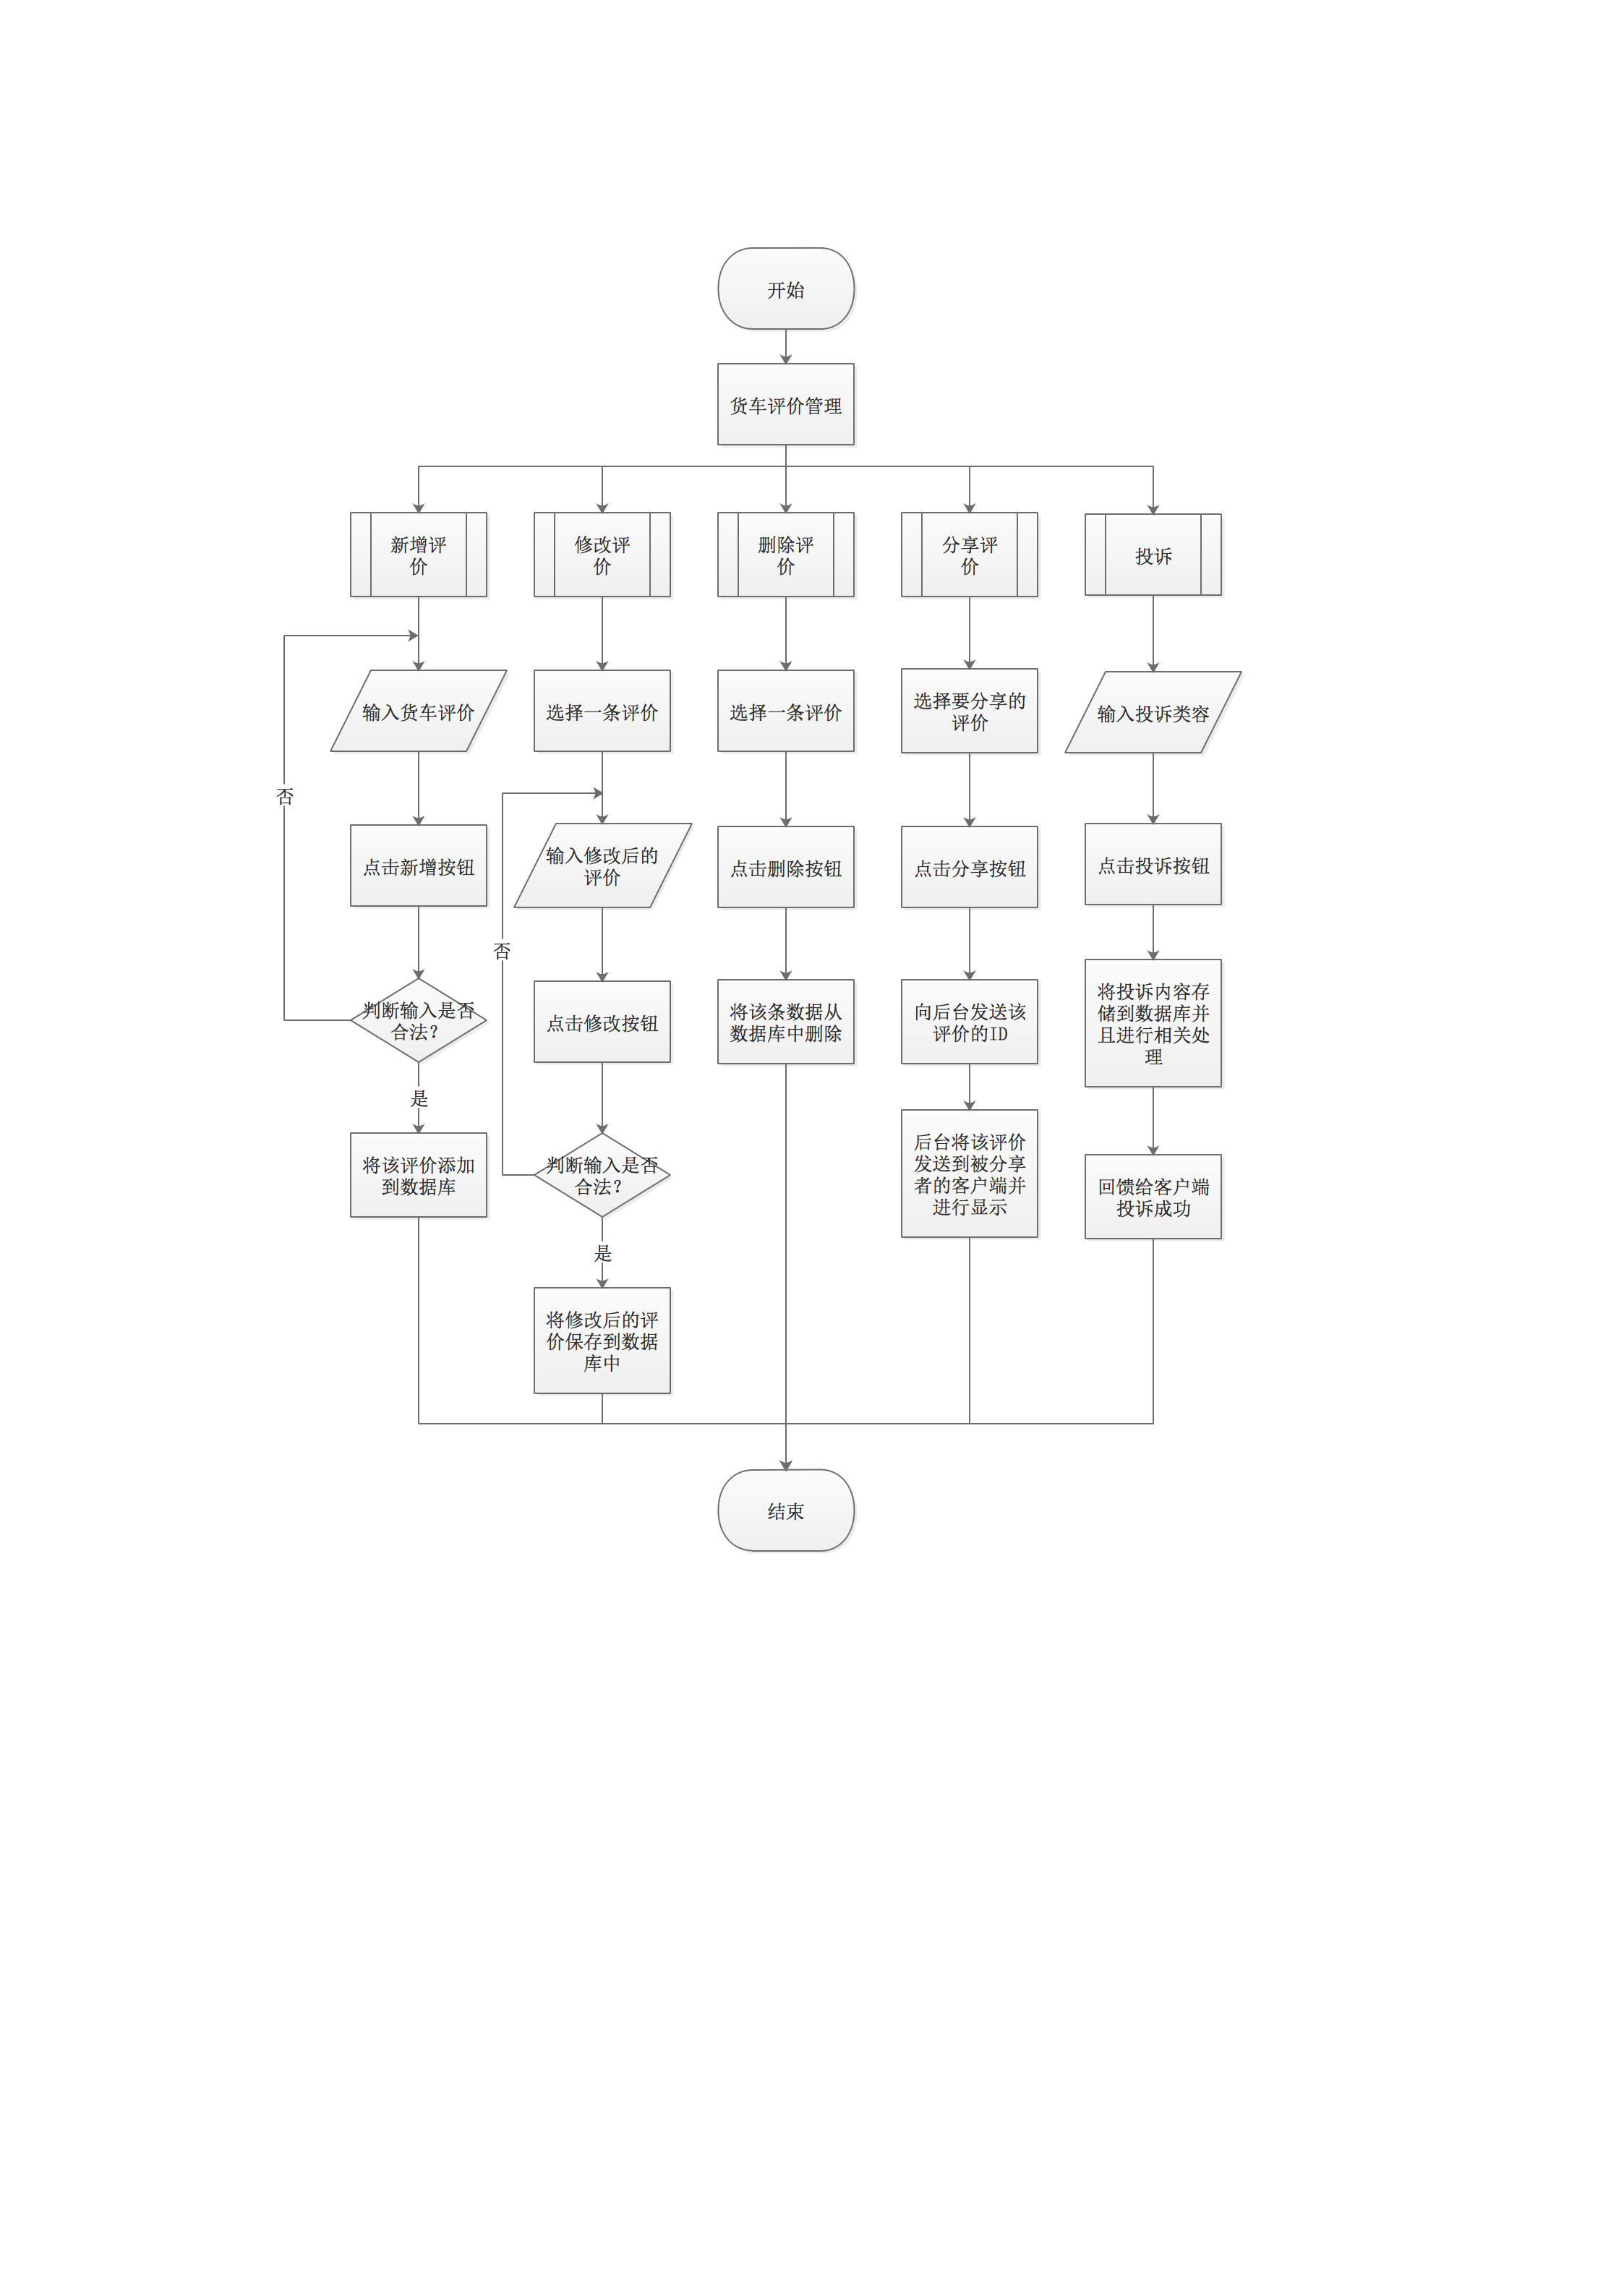 开始
货车评价管理
新增评
价
修改评
价
删除评
价
分享评
价
投诉
输入货车评价
选择一条评价
选择一条评价
选择要分享的
评价
输入投诉类容
否
点击新增按钮
输入修改后的
评价
点击删除按钮
点击分享按钮
点击投诉按钮
否
判断输入是否
合法？
点击修改按钮
将该条数据从
数据库中删除
向后台发送该
评价的ID
将投诉内容存
储到数据库并
且进行相关处
理
是
将该评价添加
到数据库
判断输入是否
合法？
后台将该评价
发送到被分享
者的客户端并
进行显示
回馈给客户端
投诉成功
是
将修改后的评
价保存到数据
库中
结束